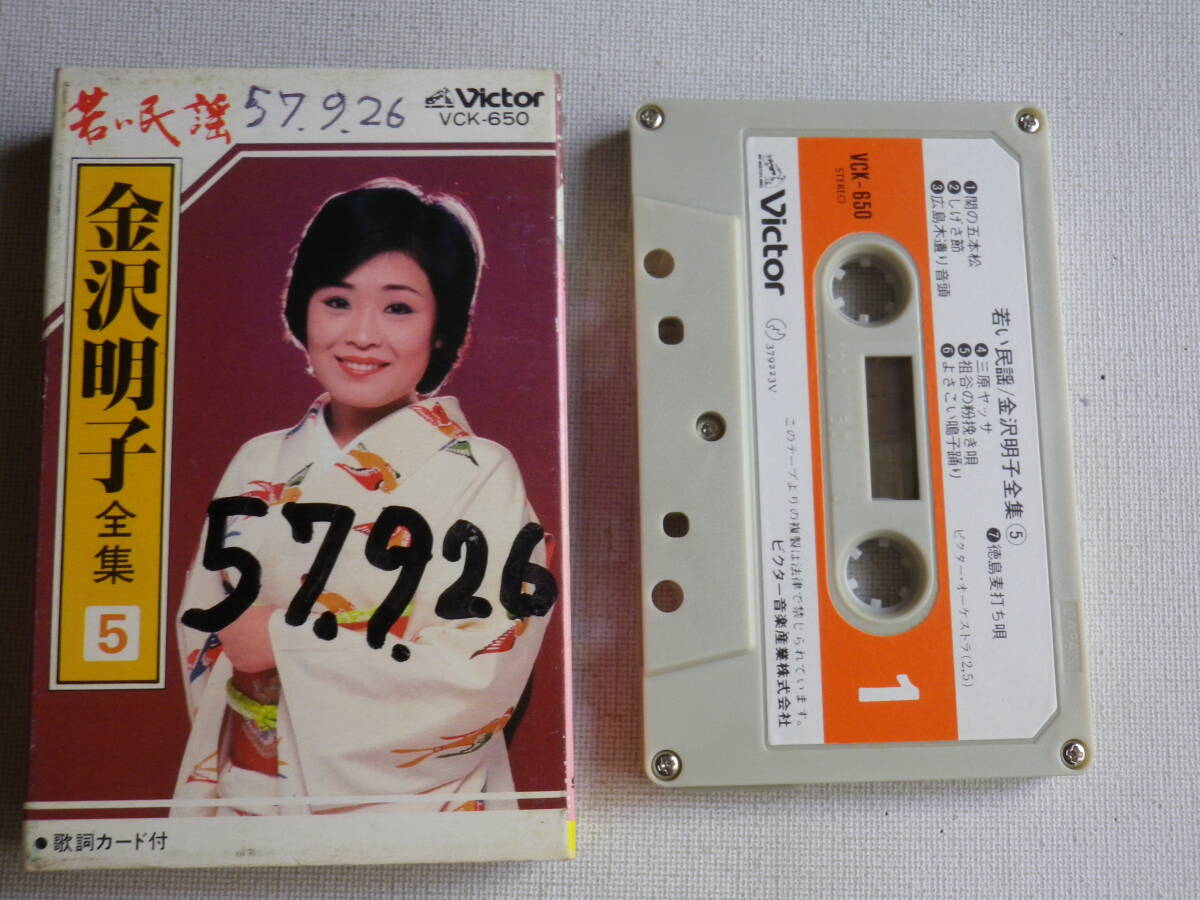 若い民謡
57.9.26
Victor
VCK-650
金沢明子全集
5
57.9.26
●歌詞カード付
❶関の五本松
❷しげさ節
❸広島木遣り音頭
若い民謡/金沢明子全集⑤
❹三原ヤッサ
❺祖谷の粉挽き唄
❻よさこい鳴子踊り
❼徳島麦打ち唄
ビクター・オーケストラ(2,5)
VCK-650
STEREO
1
Victor
379223V
このテープよりの複製は法律で禁じられています。
ビクター音楽産業株式会社